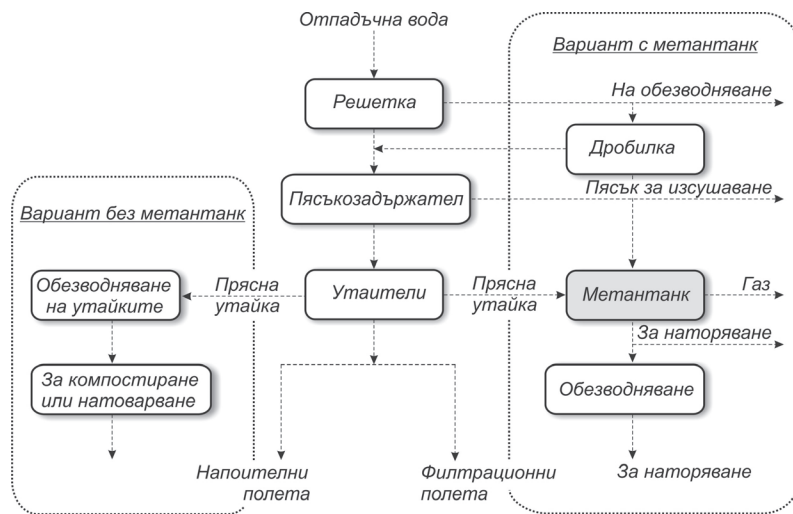 Отпадъчна вода
Вариант с метантанк
Решетка
На обезводняване
Дробилка
Пясъкозадържател
Пясък за изсушаване
Вариант без метантанк
Обезводняване
на утайките
Прясна
утайка
Утаители
Прясна
утайка
Метантанк
Газ
За наторяване
За компостиране
или натоварване
Обезводняване
Напоителни
полета
Филтрационни
полета
За наторяване